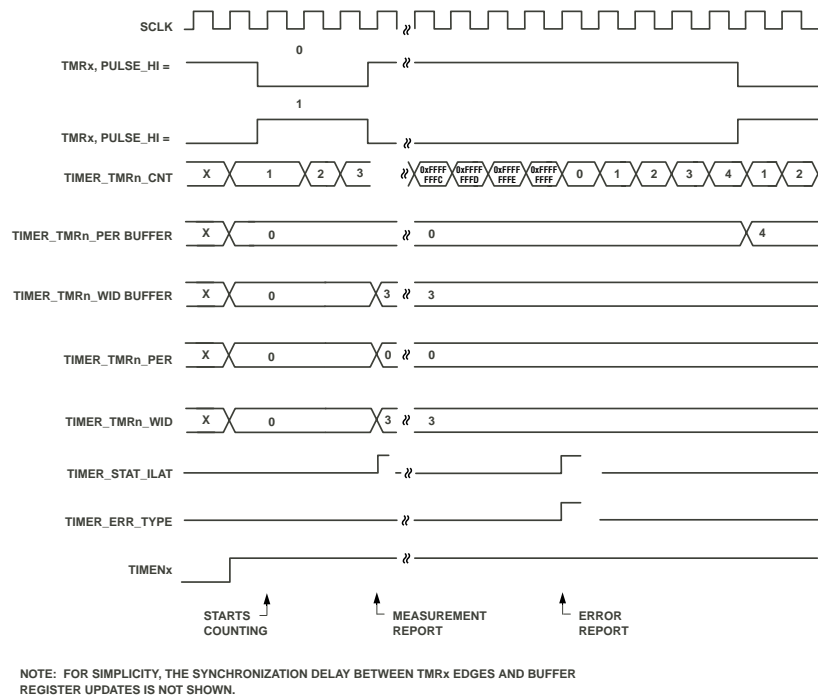 SCLK
0
TMRx, PULSE_HI =
1
TMRx, PULSE_HI =
TIMER_TMRn_CNT X 1 2 3 0xFFFF FFFC 0xFFFF FFFD 0xFFFF FFFE 0xFFFF FFFF 0 1 2 3 4 1 2
TIMER_TMRn_PER BUFFER X 0 0 4
TIMER_TMRn_WID BUFFER X 0 3 3
TIMER_TMRn_PER X 0 0 0
TIMER_TMRn_WID X 0 3 3
TIMER_STAT_ILAT
TIMER_ERR_TYPE
TIMENx
STARTS COUNTING
MEASUREMENT REPORT
ERROR REPORT
NOTE: FOR SIMPLICITY, THE SYNCHRONIZATION DELAY BETWEEN TMRx EDGES AND BUFFER
REGISTER UPDATES IS NOT SHOWN.